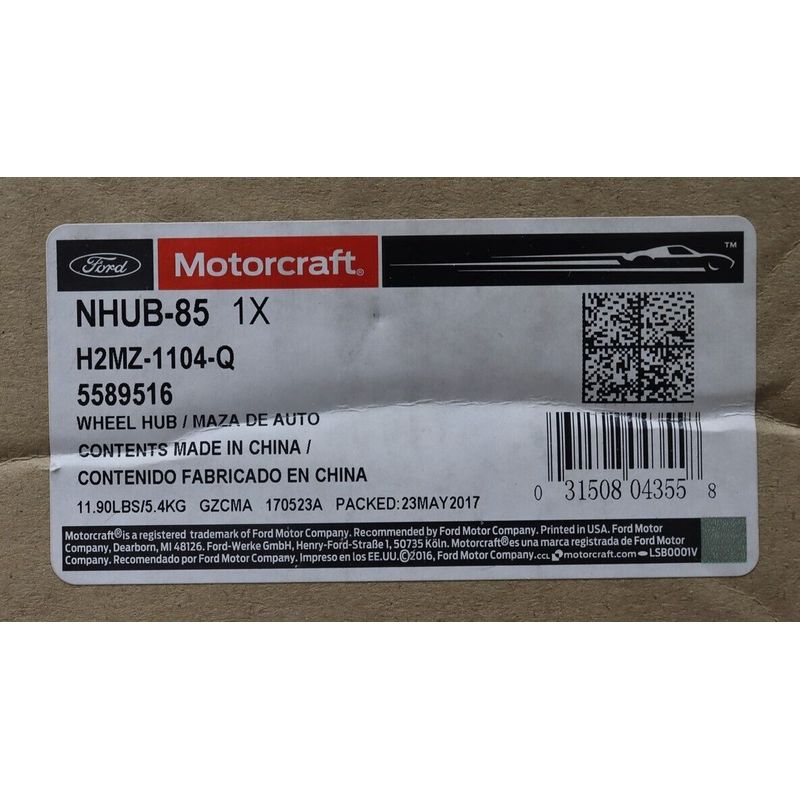 Ford
Motorcraft®
™
NHUB-85 1X
H2MZ-1104-Q
5589516
WHEEL HUB / MAZA DE AUTO
CONTENTS MADE IN CHINA /
CONTENIDO FABRICADO EN CHINA
11.90LBS/5.4KG GZCMA 170523A PACKED:23MAY2017
0 31508 04355 8
Motorcraft® is a registered trademark of Ford Motor Company. Recommended by Ford Motor Company. Printed in USA. Ford Motor
Company, Dearborn, MI 48126. Ford-Werke GmbH, Henry-Ford-Straße 1, 50735 Köln. Motorcraft® es una marca registrada de Ford Motor
Company. Recomendado por Ford Motor Company. Impreso en los EE.UU.©2016, Ford Motor Company. CCL motorcraft.com LSB0001V